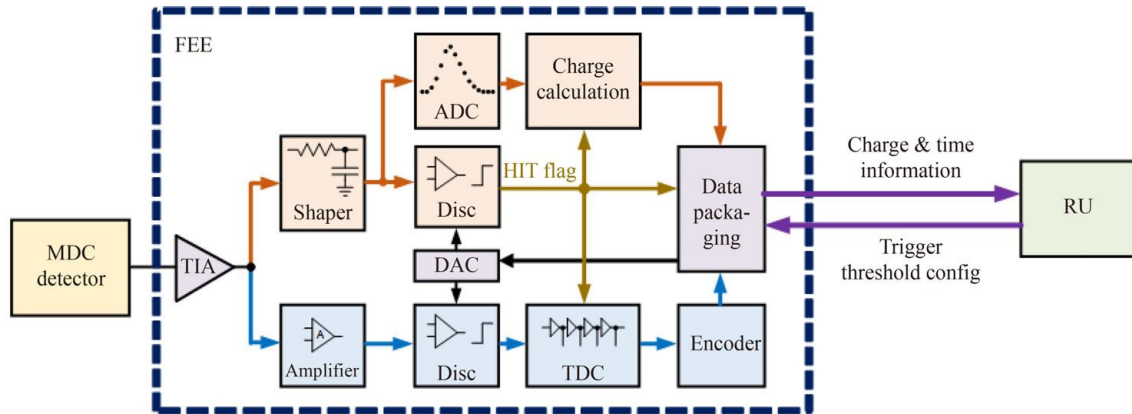 FEE
ADC
Charge
calculation
Shaper
HIT flag
Disc
Data
packa-
ging
Charge & time
information
RU
Trigger
threshold config
MDC
detector
TIA
DAC
A
Amplifier
Disc
TDC
Encoder